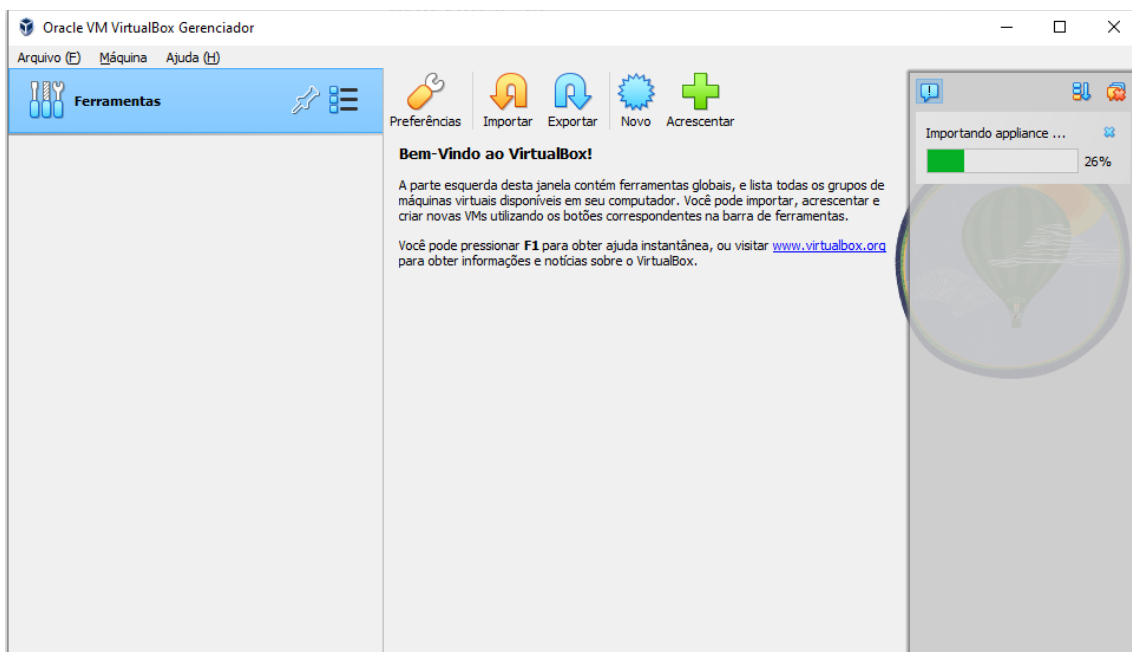 Oracle VM VirtualBox Gerenciador
Arquivo (F) Máquina Ajuda (H)
Ferramentas
Preferências Importar Exportar Novo Acrescentar
Bem-Vindo ao VirtualBox!
A parte esquerda desta janela contém ferramentas globais, e lista todas os grupos de
máquinas virtuais disponíveis em seu computador. Você pode importar, acrescentar e
criar novas VMs utilizando os botões correspondentes na barra de ferramentas.
Você pode pressionar F1 para obter ajuda instantânea, ou visitar www.virtualbox.org
para obter informações e notícias sobre o VirtualBox.
Importando appliance ...
26%